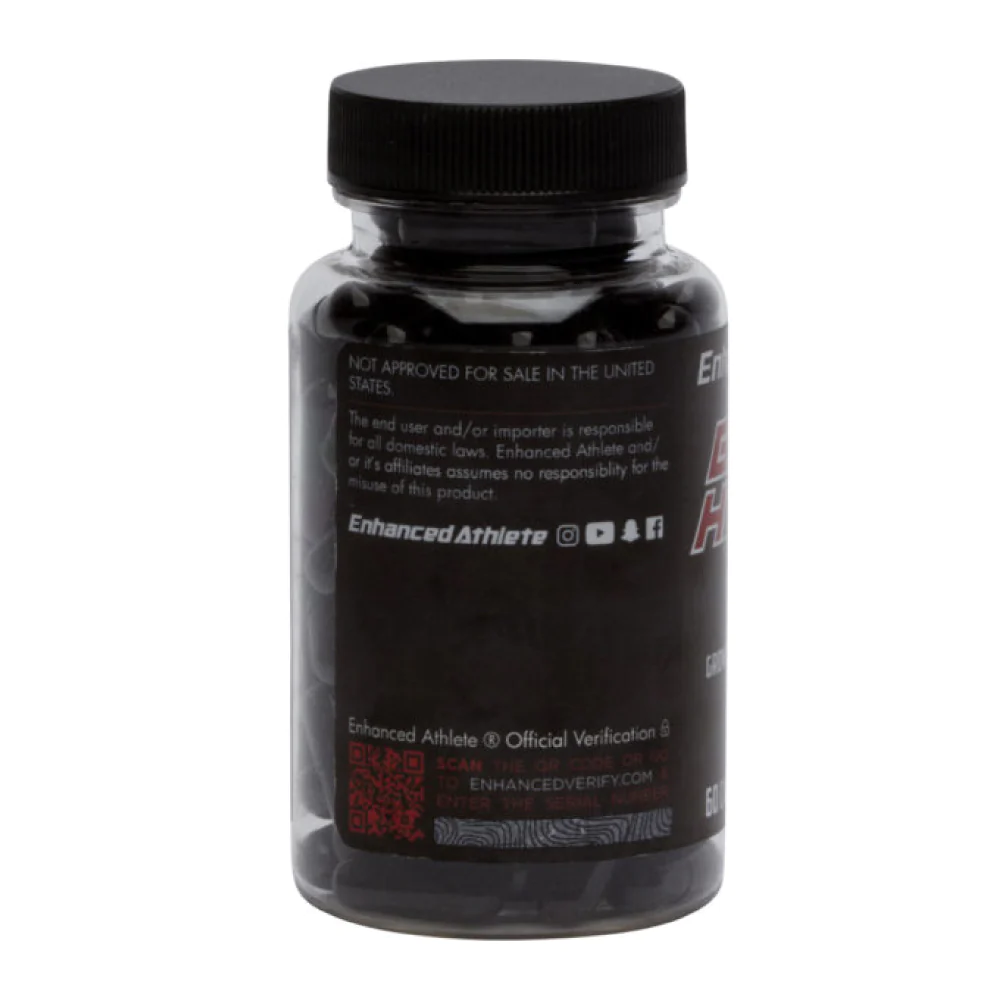 NOT APPROVED FOR SALE IN THE UNITED
STATES.
The end user and/or importer is responsible
for all domestic laws. Enhanced Athlete and/
or it's affiliates assumes no responsiblity for the
misuse of this product.
Enhanced Athlete
Enhanced Athlete ® Official Verification
SCAN THE QR CODE OR GO
TO ENHANCEDVERIFY.COM &
ENTER THE SERIAL NUMBER
60